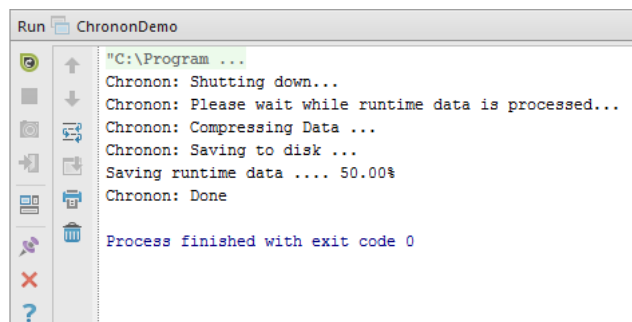 Run ChrononDemo
"C:\Program ...
Chronon: Shutting down...
Chronon: Please wait while runtime data is processed...
Chronon: Compressing Data ...
Chronon: Saving to disk ...
Saving runtime data .... 50.00%
Chronon: Done
Process finished with exit code 0